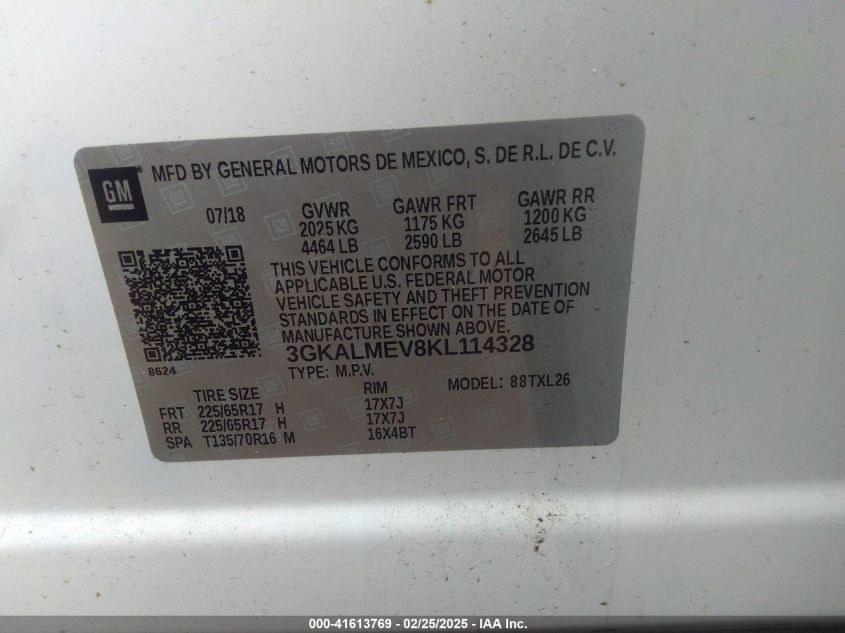 GM
MFD BY GENERAL MOTORS DE MEXICO, S. DE R.L. DE C.V.
07/18 GVWR GAWR FRT GAWR RR
2025 KG 1175 KG 1200 KG
4464 LB 2590 LB 2645 LB
THIS VEHICLE CONFORMS TO ALL
APPLICABLE U.S. FEDERAL MOTOR
VEHICLE SAFETY AND THEFT PREVENTION
STANDARDS IN EFFECT ON THE DATE OF
MANUFACTURE SHOWN ABOVE.
3GKALMEV8KL114328
8624
TYPE: M.P.V. MODEL: 88TXL26
TIRE SIZE RIM
FRT 225/65R17 H 17X7J
RR 225/65R17 H 17X7J
SPA T135/70R16 M 16X4BT
000-41613769 - 02/25/2025 - IAA Inc.